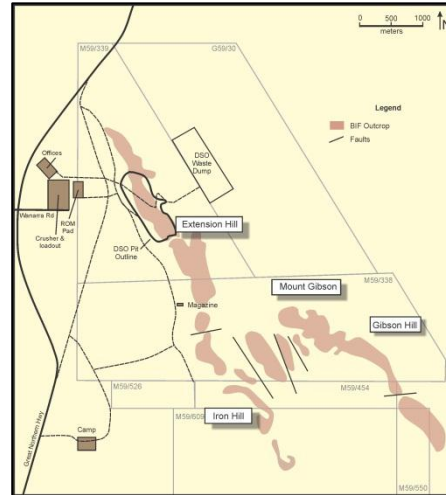 0 500 1000
meters
N
M59/339
G59/30
Legend
BIF Outcrop
Faults
Offices
DSO
Waste
Dump
Wanarra Rd
Crusher &
loadout
ROM
Pad
Extension Hill
DSO Pit
Outline
Mount Gibson
M59/338
Magazine
Gibson Hill
M59/526
M59/454
M59/609
Iron Hill
Camp
Great Northern Hwy
M59/550